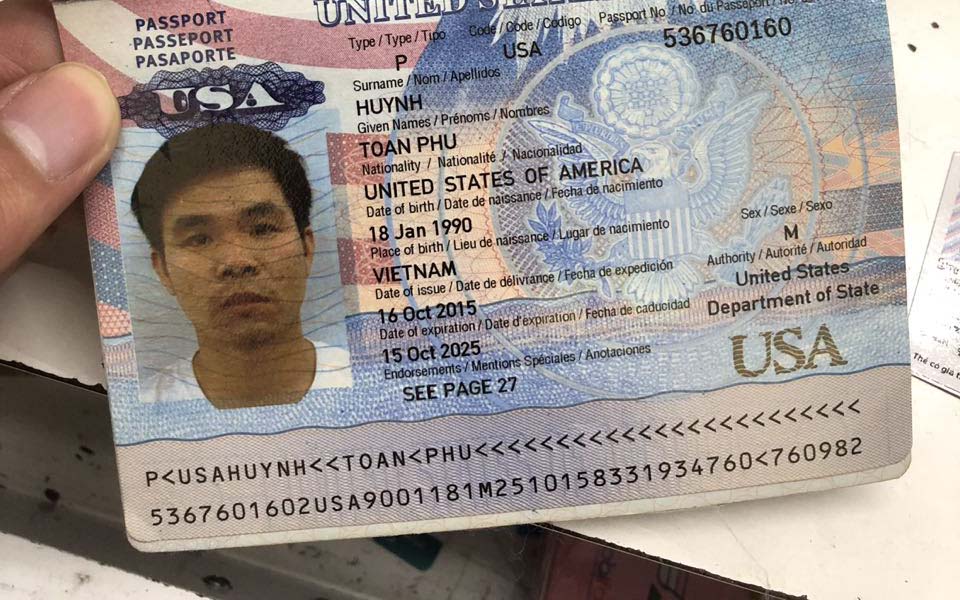 PASSPORT
PASSEPORT
PASAPORTE
USA
UNITED S
Type / Type / Tipo
P
Code / Code / Codigo
USA
Passport No. / No. du Passeport / No.
536760160
Surname / Nom / Apellidos
HUYNH
Given Names / Prénoms / Nombres
TOAN PHU
Nationality / Nationalité / Nacionalidad
UNITED STATES OF AMERICA
Date of birth / Date de naissance / Fecha de nacimiento
18 Jan 1990
Place of birth / Lieu de naissance / Lugar de nacimiento
VIETNAM
Sex / Sexe / Sexo
M
Date of issue / Date de délivrance / Fecha de expedición
16 Oct 2015
Authority / Autorité / Autoridad
United States
Department of State
Date of expiration / Date d'expiration / Fecha de caducidad
15 Oct 2025
Endorsements / Mentions Spéciales / Anotaciones
SEE PAGE 27
USA
P<USAHUYNH<<TOAN<PHU<<<<<<<<<<<<<<<<<<<<<<<<
5367601602USA9001181M2510158331934760<760982
Thẻ có giá